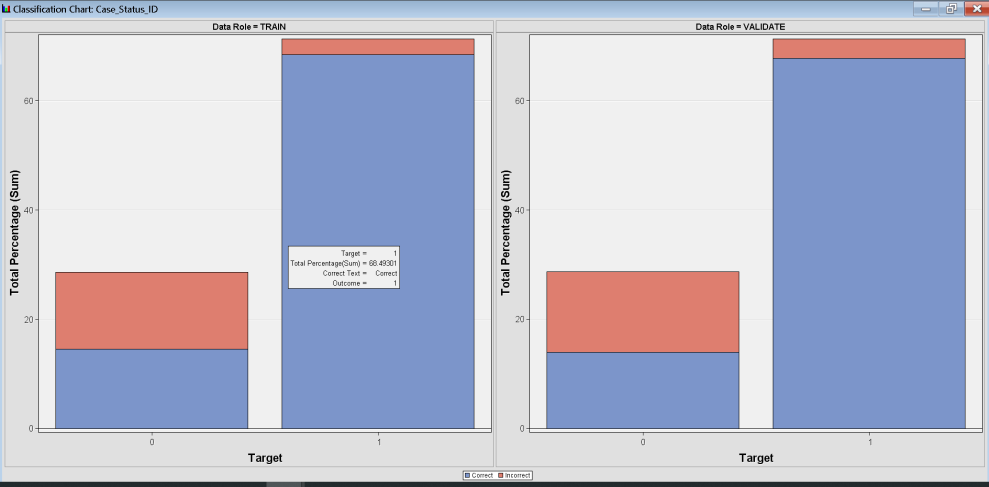 Classification Chart: Case_Status_ID
Data Role = TRAIN
Data Role = VALIDATE
Total Percentage (Sum)
60
40
20
0
Target = 1
Total Percentage(Sum) = 68.49301
Correct Text = Correct
Outcome = 1
0
1
Target
Total Percentage (Sum)
60
40
20
0
0
1
Target
Correct
Incorrect